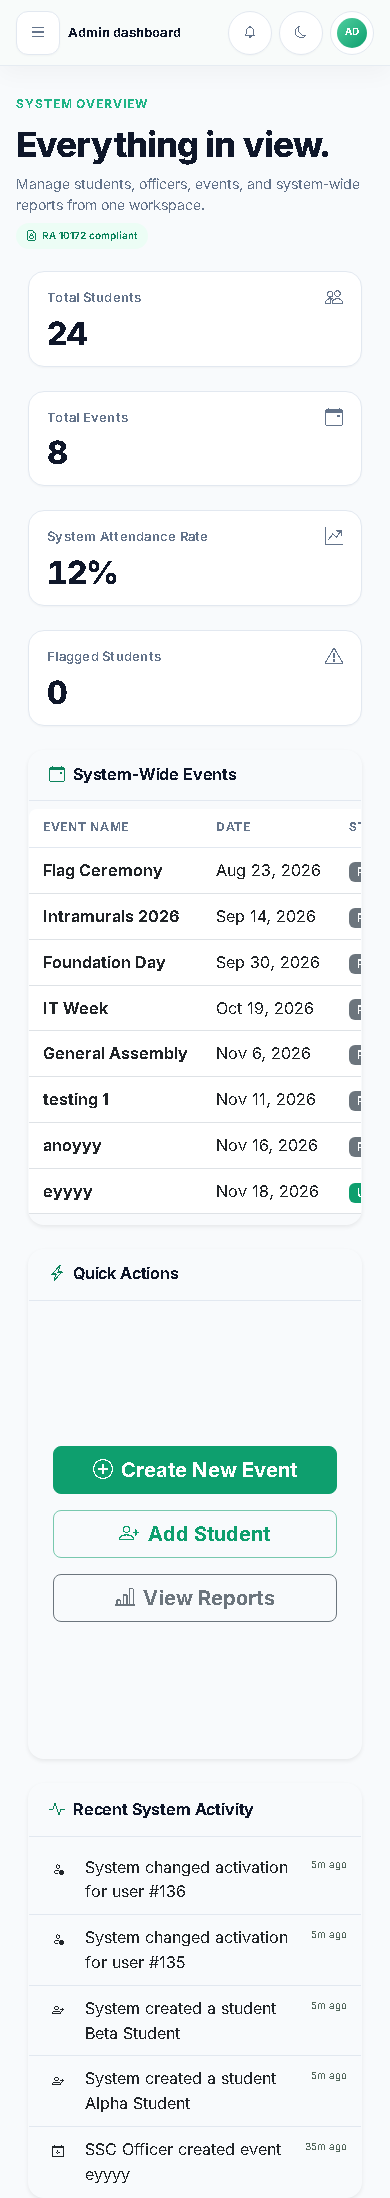 Admin dashboard
AD
SYSTEM OVERVIEW
Everything in view.
Manage students, officers, events, and system-wide
reports from one workspace.
RA 10172 compliant
Total Students
24
Total Events
8
System Attendance Rate
12%
Flagged Students
0
System-Wide Events
EVENT NAME DATE
Flag Ceremony Aug 23, 2026
Intramurals 2026 Sep 14, 2026
Foundation Day Sep 30, 2026
IT Week Oct 19, 2026
General Assembly Nov 6, 2026
testing 1 Nov 11, 2026
anoyyy Nov 16, 2026
eyyyy Nov 18, 2026
Quick Actions
Create New Event
Add Student
View Reports
Recent System Activity
System changed activation 5m ago
for user #136
System changed activation 5m ago
for user #135
System created a student 5m ago
Beta Student
System created a student 5m ago
Alpha Student
SSC Officer created event 35m ago
eyyyy